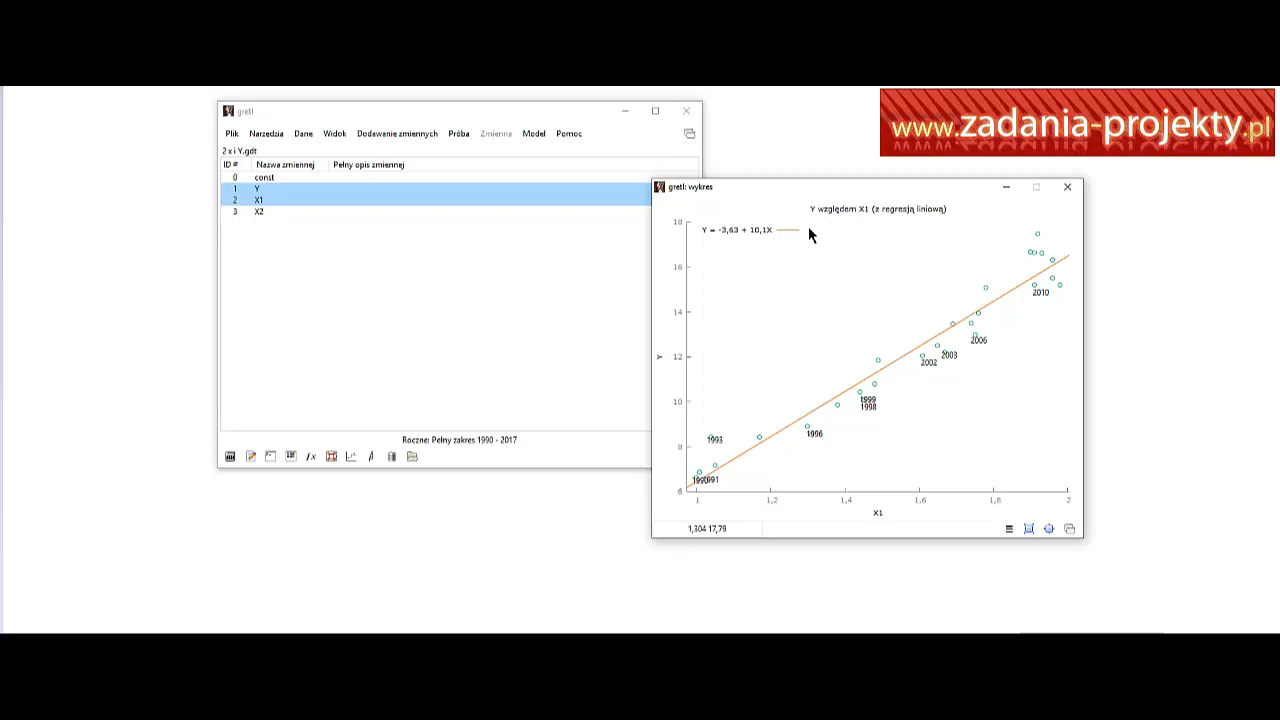 www.zadania-projekty.pl
gretl
Plik Narzędzia Dane Widok Dodawanie zmiennych Próba Zmienna Model Pomoc
2 x i Y.gdt
ID # Nazwa zmiennej Pełny opis zmiennej
0 const
1 Y
2 X1
3 X2
Roczne: Pełny zakres 1990 - 2017
gretl: wykres
Y względem X1 (z regresją liniową)
Y = -3,63 + 10,1X
18
16
14
12
10
8
6
Y
2010
2006
2003
2002
1999
1998
1996
1993
1990
1991
1 1,2 1,4 1,6 1,8 2
X1
1,304 17,79